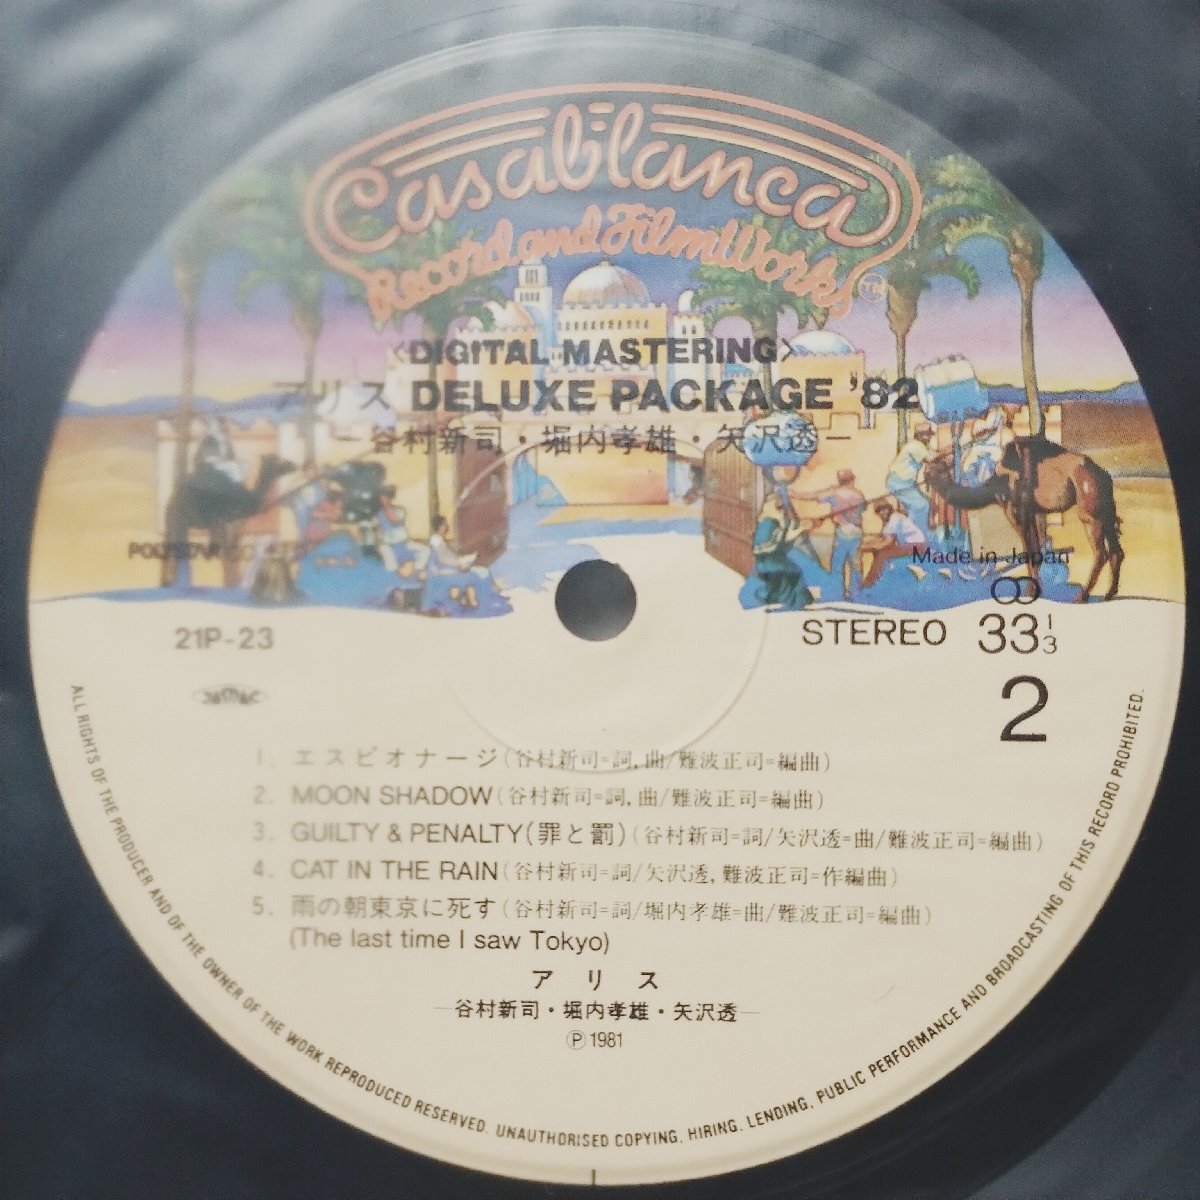 Casablanca
Record and FilmWorks
TM
<DIGITAL MASTERING>
アリス DELUXE PACKAGE '82
－谷村新司・堀内孝雄・矢沢透－
Made in Japan
21P-23
STEREO 33 1/3
2
JASRAC
1. エスピオナージ(谷村新司=詞,曲/難波正司=編曲)
2. MOON SHADOW(谷村新司=詞,曲/難波正司=編曲)
3. GUILTY & PENALTY(罪と罰)(谷村新司=詞/矢沢透=曲/難波正司=編曲)
4. CAT IN THE RAIN(谷村新司=詞/矢沢透,難波正司=作編曲)
5. 雨の朝東京に死す(谷村新司=詞/堀内孝雄=曲/難波正司=編曲)
(The last time I saw Tokyo)
アリス
－谷村新司・堀内孝雄・矢沢透－
Ⓟ 1981
ALL RIGHTS OF THE PRODUCER AND OF THE OWNER OF THE WORK REPRODUCED RESERVED. UNAUTHORISED COPYING, HIRING, LENDING, PUBLIC PERFORMANCE AND BROADCASTING OF THIS RECORD PROHIBITED.